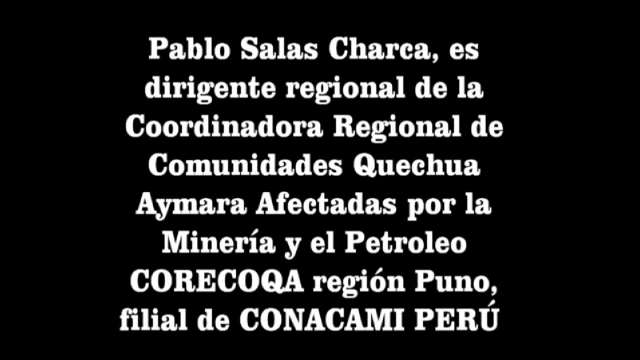 Pablo Salas Charca, es
dirigente regional de la
Coordinadora Regional de
Comunidades Quechua
Aymara Afectadas por la
Minería y el Petroleo
CORECOQA región Puno,
filial de CONACAMI PERÚ